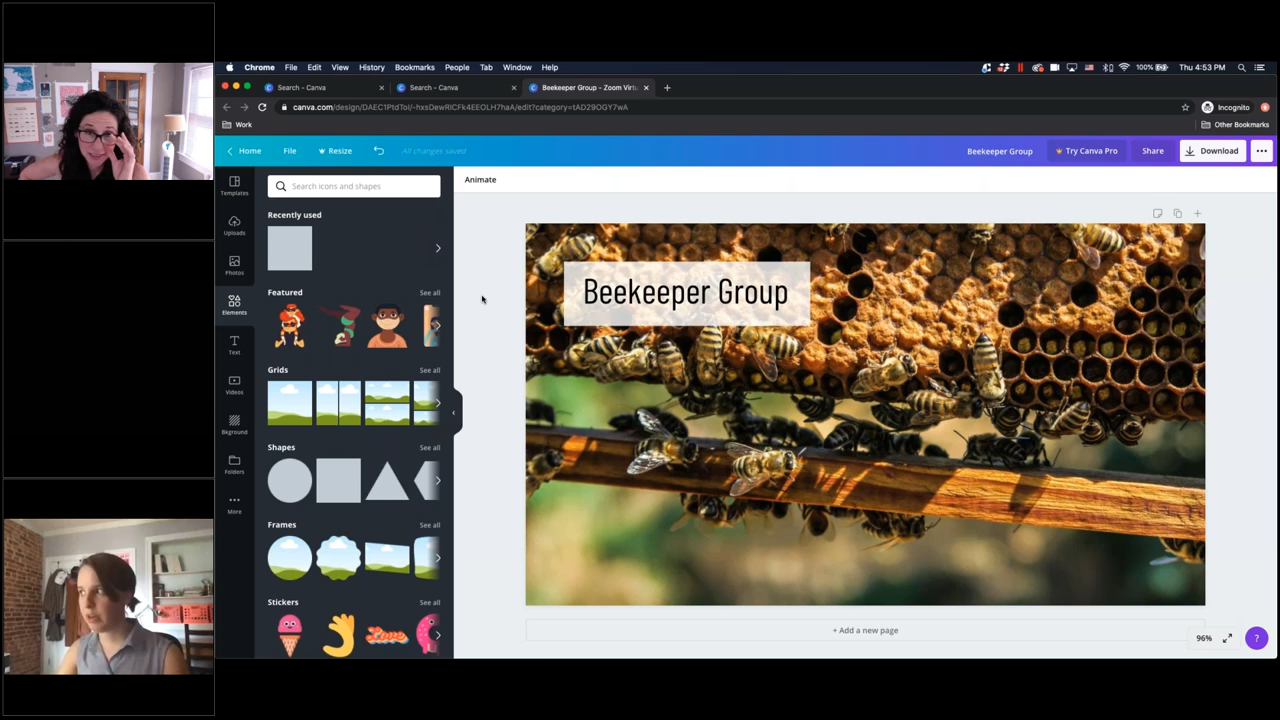 Chrome File Edit View History Bookmarks People Tab Window Help
100%
Thu 4:53 PM
Search - Canva
Search - Canva
Beekeeper Group - Zoom Virtu
canva.com/design/DAEC1PtdToI/-hxsDewRlCFk4EEOLH7haA/edit?category=tAD29OGY7wA
Incognito
Work
Other Bookmarks
Home
File
Resize
All changes saved
Beekeeper Group
Try Canva Pro
Share
Download
Templates
Uploads
Photos
Elements
Text
Videos
Bkground
Folders
More
Search icons and shapes
Recently used
Featured
See all
Grids
See all
Shapes
See all
Frames
See all
Stickers
See all
Love
Animate
Beekeeper Group
+ Add a new page
96%
?